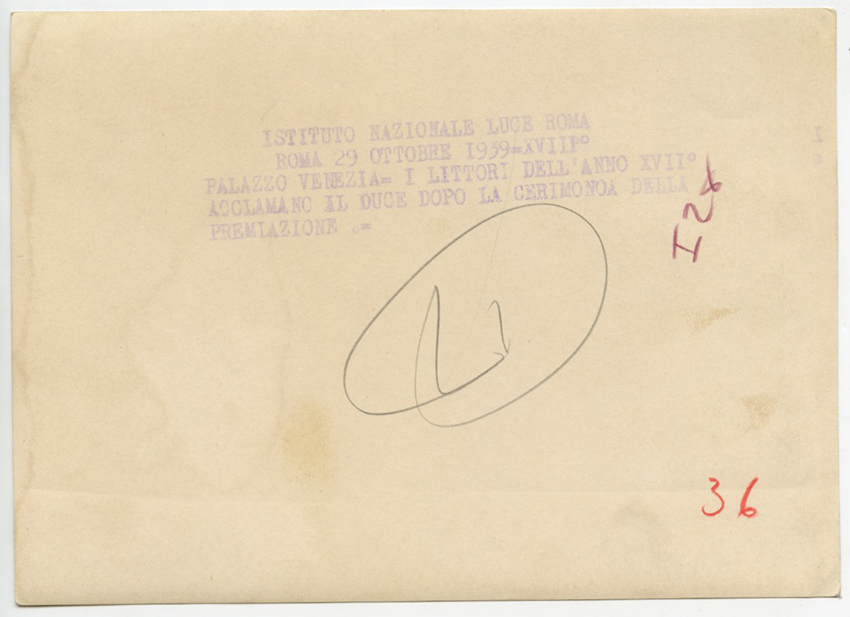 ISTITUTO NAZIONALE LUCE ROMA
ROMA 29 OTTOBRE 1939=XVIII°
PALAZZO VENEZIA= I LITTORI DELL'ANNO XVII°
ACCLAMANO IL DUCE DOPO LA CERIMONOA DELLA
PREMIAZIONE .=
36